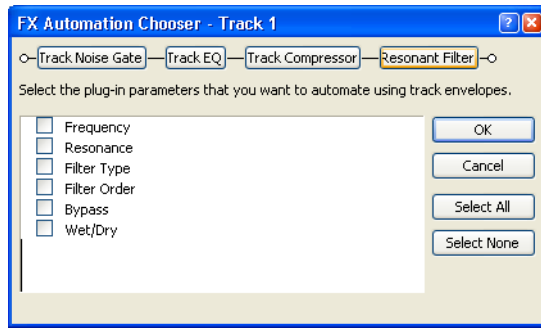 FX Automation Chooser - Track 1
Track Noise Gate Track EQ Track Compressor Resonant Filter
Select the plug-in parameters that you want to automate using track envelopes.
Frequency
Resonance
Filter Type
Filter Order
Bypass
Wet/Dry
OK
Cancel
Select All
Select None